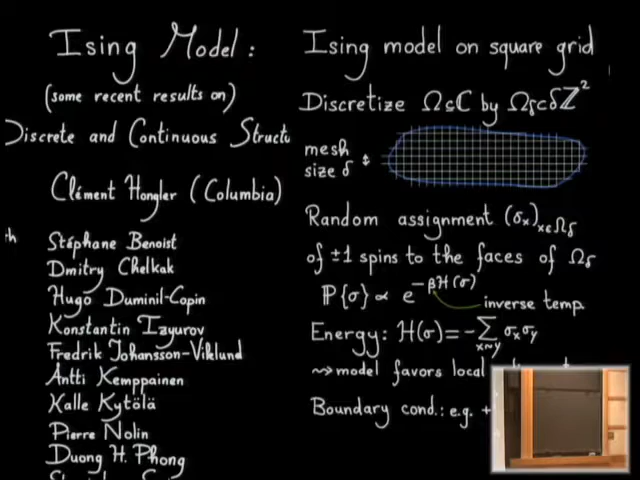 Ising Model:
(some recent results on)
Discrete and Continuous Struct
Clément Hongler (Columbia)
Stéphane Benoist
Dmitry Chelkak
Hugo Duminil-Copin
Konstantin Izyurov
Fredrik Johansson-Viklund
Antti Kemppainen
Kalle Kytölä
Pierre Nolin
Duong H. Phong
Ising model on square grid
Discretize Ω⊂ℂ by Ω_δ⊂δℤ²
mesh
size δ ↕
Random assignment (σ_x)_{x∈Ω_δ}
of ±1 spins to the faces of Ω_δ
ℙ{σ} ∝ e^{-βH(σ)}
inverse temp.
Energy: H(σ)=-∑_{x~y} σ_xσ_y
⇝model favors local
Boundary cond.: e.g. +